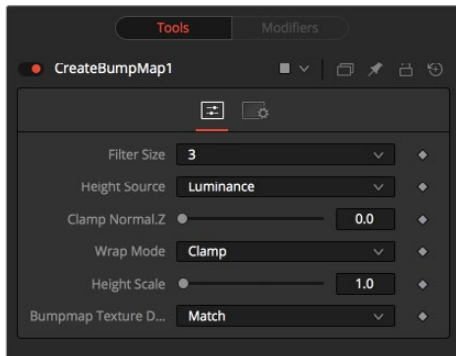 Tools Modifiers
CreateBumpMap1
Filter Size 3
Height Source Luminance
Clamp Normal.Z 0.0
Wrap Mode Clamp
Height Scale 1.0
Bumpmap Texture D... Match